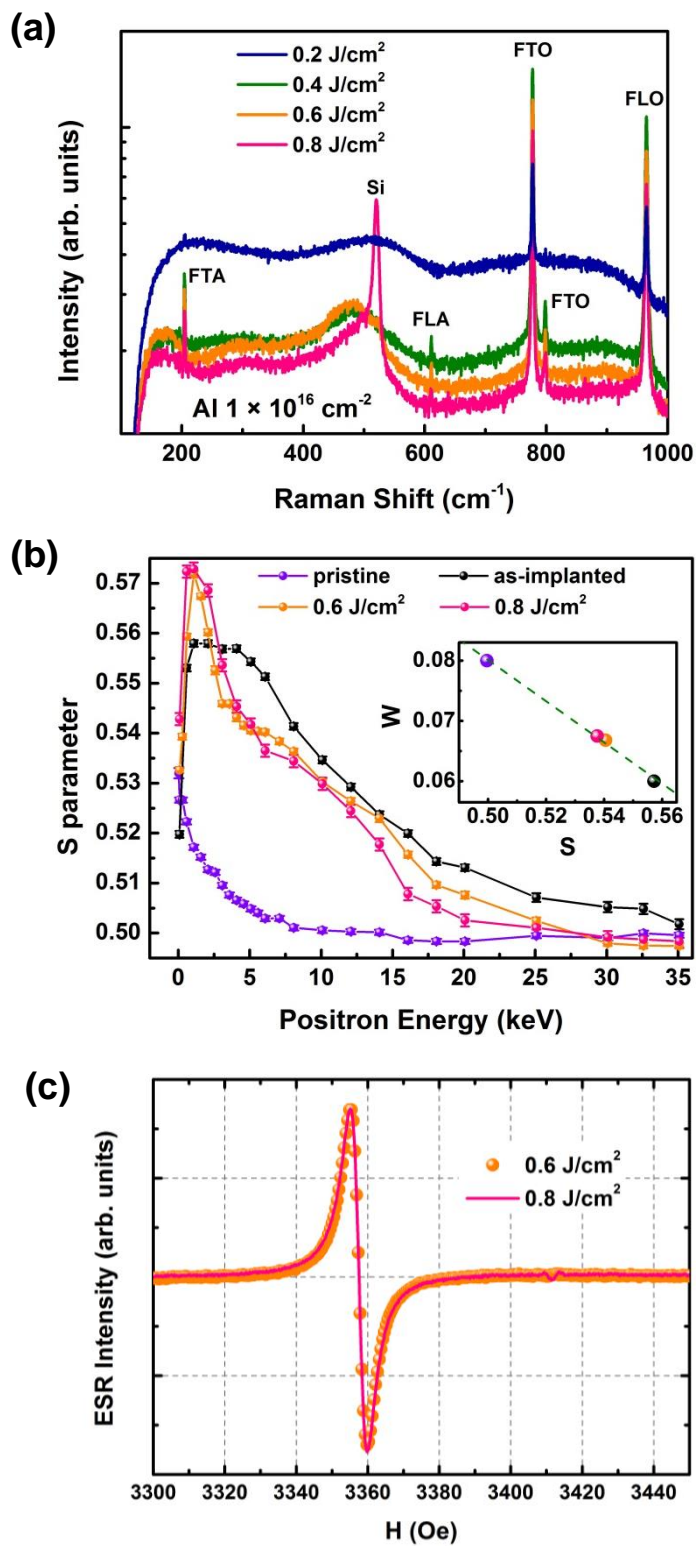 (a)
0.2 J/cm²
0.4 J/cm²
0.6 J/cm²
0.8 J/cm²
FTO
FLO
Si
FTA
FLA
FTO
Al 1 × 10¹⁶ cm⁻²
Intensity (arb. units)
200 400 600 800 1000
Raman Shift (cm⁻¹)
(b)
pristine as-implanted
0.6 J/cm² 0.8 J/cm²
S parameter
0.57
0.56
0.55
0.54
0.53
0.52
0.51
0.50
W
0.08
0.07
0.06
0.50 0.52 0.54 0.56
S
0 5 10 15 20 25 30 35
Positron Energy (keV)
(c)
0.6 J/cm²
0.8 J/cm²
ESR Intensity (arb. units)
3300 3320 3340 3360 3380 3400 3420 3440
H (Oe)